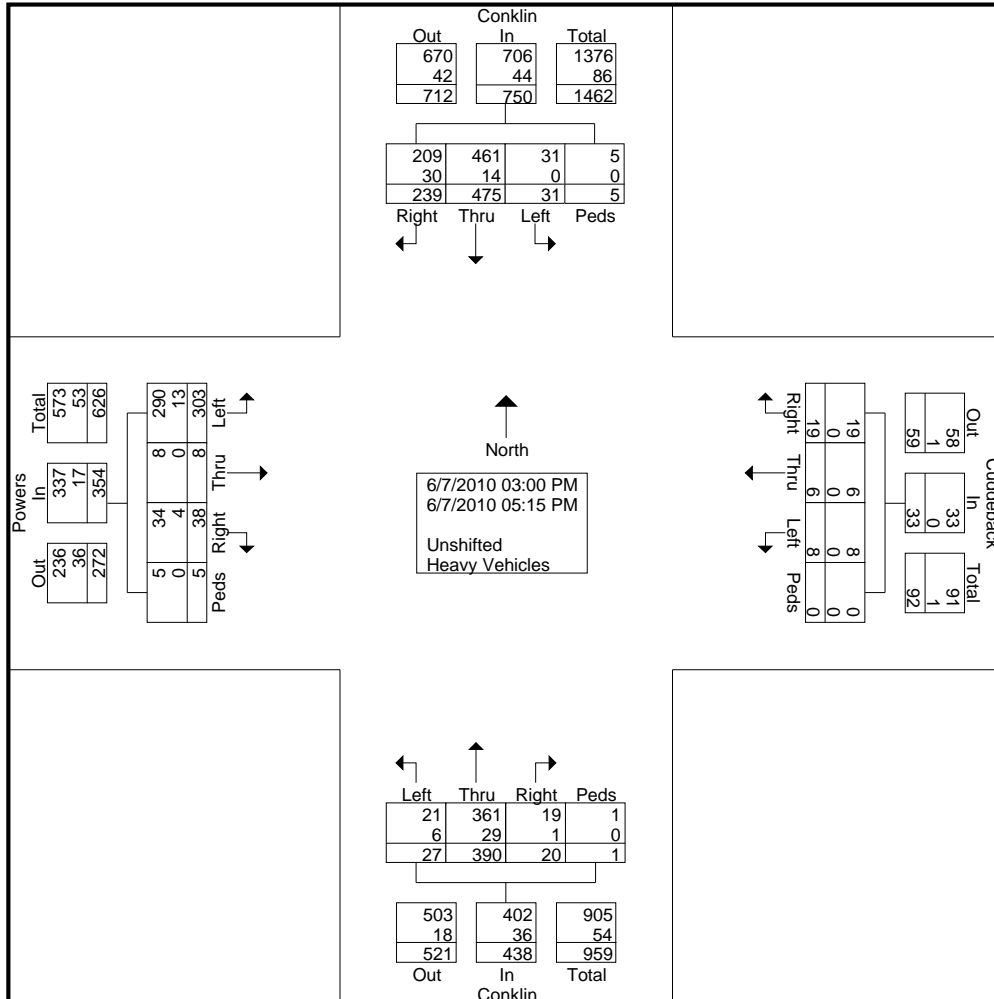 Conklin
Out In Total
670 706 1376
42 44 86
712 750 1462
209 461 31 5
30 14 0 0
239 475 31 5
Right Thru Left Peds
Powers
Total In Out
573 337 236
53 17 36
626 354 272
290 8 34 5
13 0 4 0
303 8 38 5
Left Thru Right Peds
North
6/7/2010 03:00 PM
6/7/2010 05:15 PM
Unshifted
Heavy Vehicles
Right Thru Left Peds
19 6 8 0
0 0 0 0
19 6 8 0
Out In Total
58 33 91
1 0 1
59 33 92
Cuddeback
Left Thru Right Peds
21 361 19 1
6 29 1 0
27 390 20 1
503 402 905
18 36 54
521 438 959
Out In Total
Conklin